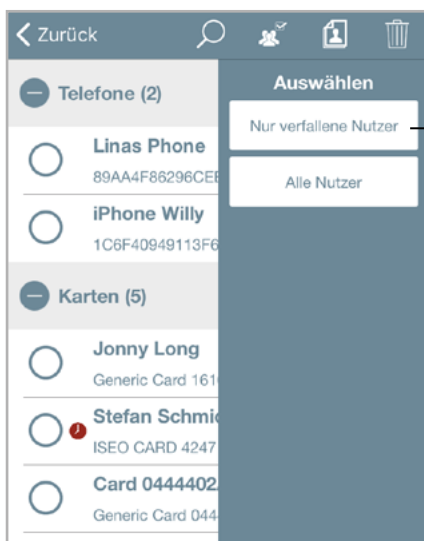 Zurück
Telefone (2)
Linas Phone
89AA4F86296CE
iPhone Willy
1C6F40949113F6
Karten (5)
Jonny Long
Generic Card 161
Stefan Schmi
ISEO CARD 4247
Card 0444402
Generic Card 044
Auswählen
Nur verfallene Nutzer
Alle Nutzer